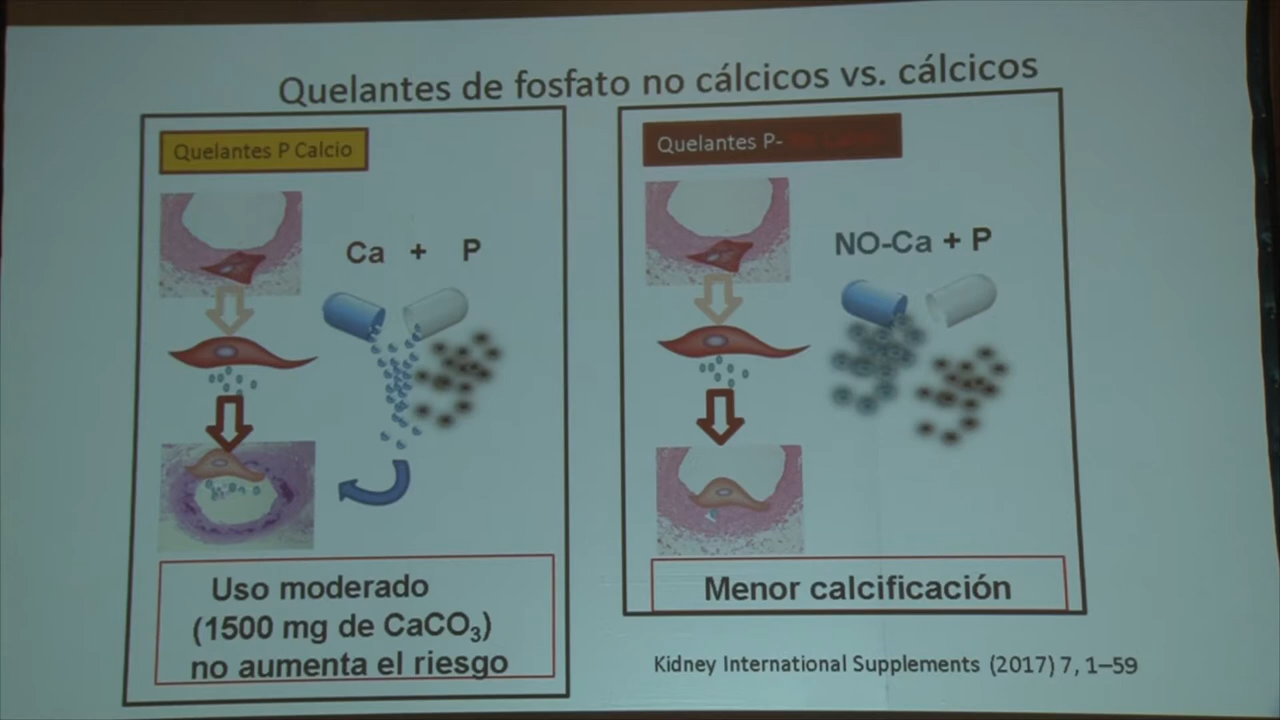 Quelantes de fosfato no cálcicos vs. cálcicos
Quelantes P Calcio
Ca + P
Uso moderado
(1500 mg de CaCO₃)
no aumenta el riesgo
Quelantes P-
NO-Ca + P
Menor calcificación
Kidney International Supplements (2017) 7, 1–59